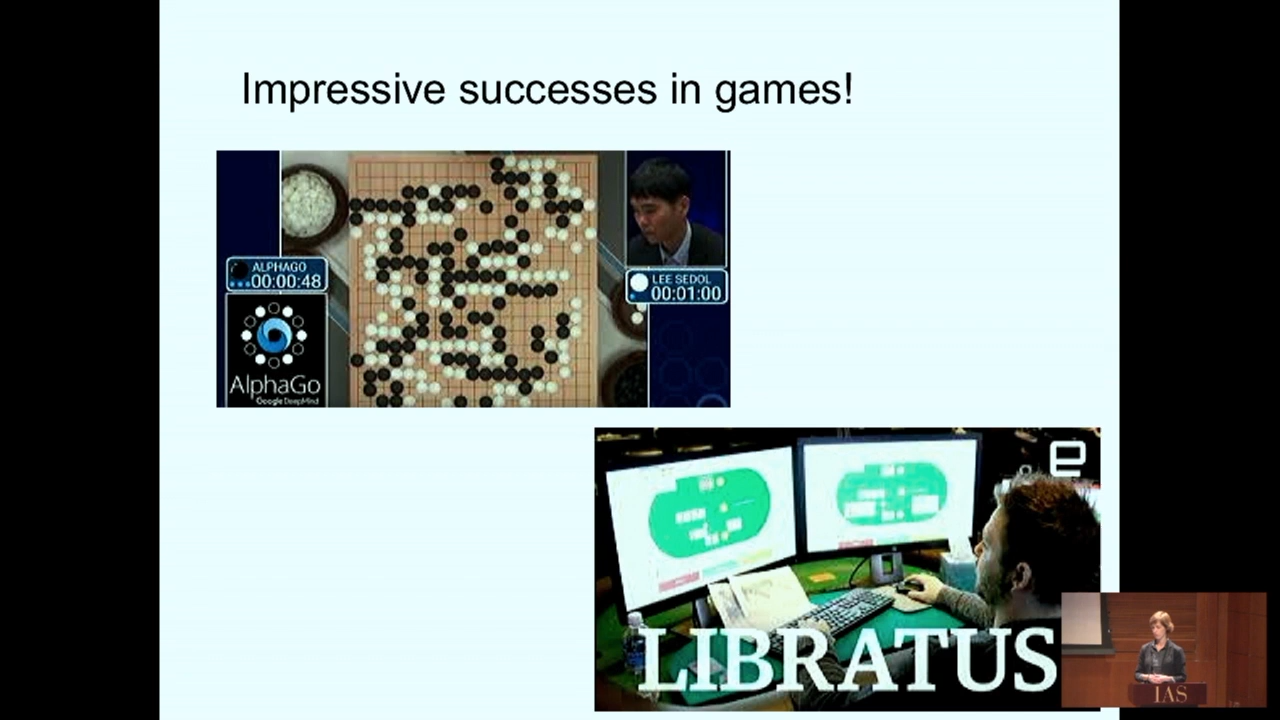 Impressive successes in games!
ALPHAGO
00:00:48
LEE SEDOL
00:01:00
AlphaGo
Google DeepMind
e
LIBRATUS
IAS